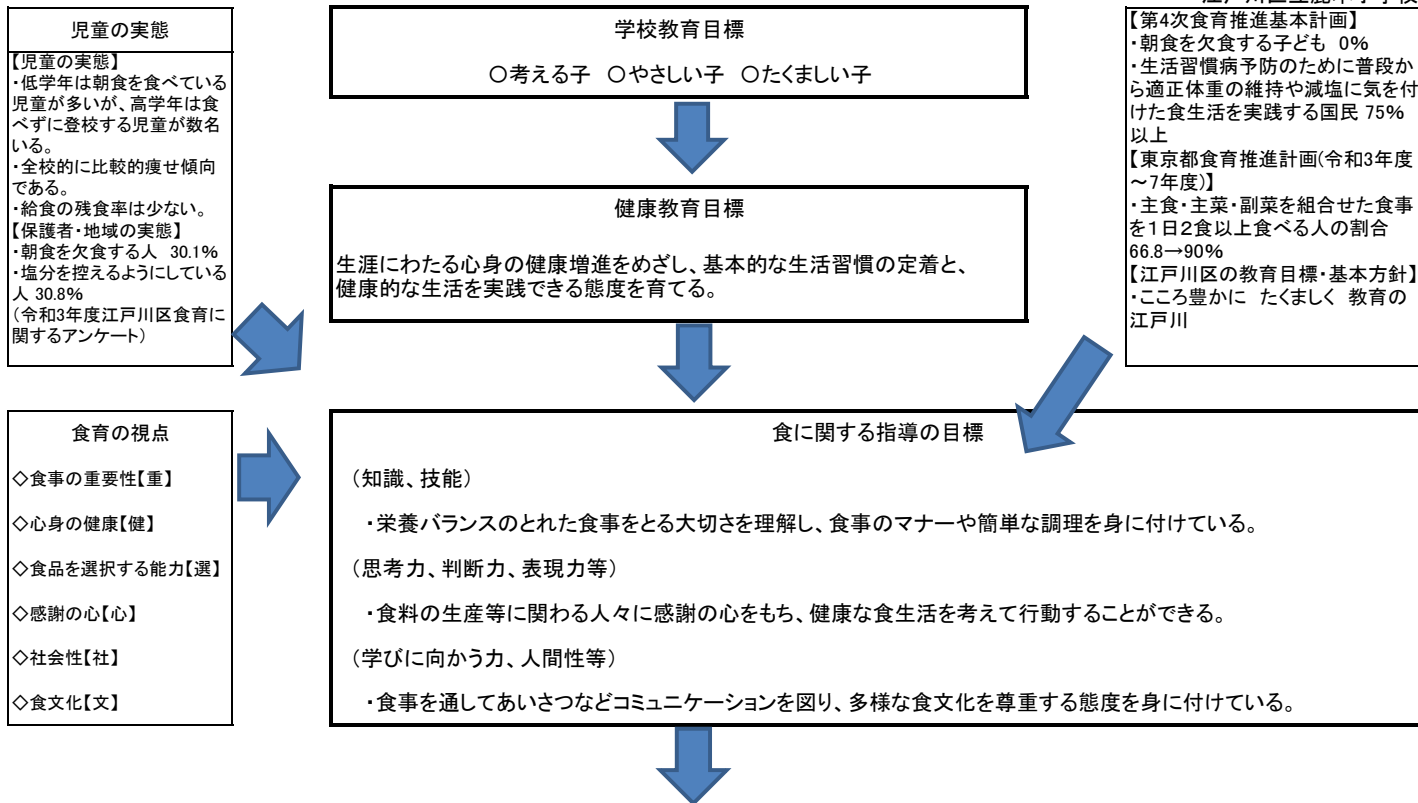 児童の実態
【児童の実態】
・低学年は朝食を食べている
児童が多いが、高学年は食
べずに登校する児童が数名
いる。
・全校的に比較的痩せ傾向
である。
・給食の残食率は少ない。
【保護者・地域の実態】
・朝食を欠食する人 30.1%
・塩分を控えるようにしている
人 30.8%
(令和3年度江戸川区食育に
関するアンケート)
学校教育目標
○考える子 ○やさしい子 ○たくましい子
健康教育目標
生涯にわたる心身の健康増進をめざし、基本的な生活習慣の定着と、
健康的な生活を実践できる態度を育てる。
【第4次食育推進基本計画】
・朝食を欠食する子ども 0%
・生活習慣病予防のために普段か
ら適正体重の維持や減塩に気を付
けた食生活を実践する国民 75%
以上
【東京都食育推進計画(令和3年度
～7年度)】
・主食・主菜・副菜を組合せた食事
を1日2食以上食べる人の割合
66.8→90%
【江戸川区の教育目標・基本方針】
・こころ豊かに たくましく 教育の
江戸川
食育の視点
◇食事の重要性【重】
◇心身の健康【健】
◇食品を選択する能力【選】
◇感謝の心【心】
◇社会性【社】
◇食文化【文】
食に関する指導の目標
(知識、技能)
・栄養バランスのとれた食事をとる大切さを理解し、食事のマナーや簡単な調理を身に付けている。
(思考力、判断力、表現力等)
・食料の生産等に関わる人々に感謝の心をもち、健康な食生活を考えて行動することができる。
(学びに向かう力、人間性等)
・食事を通してあいさつなどコミュニケーションを図り、多様な食文化を尊重する態度を身に付けている。